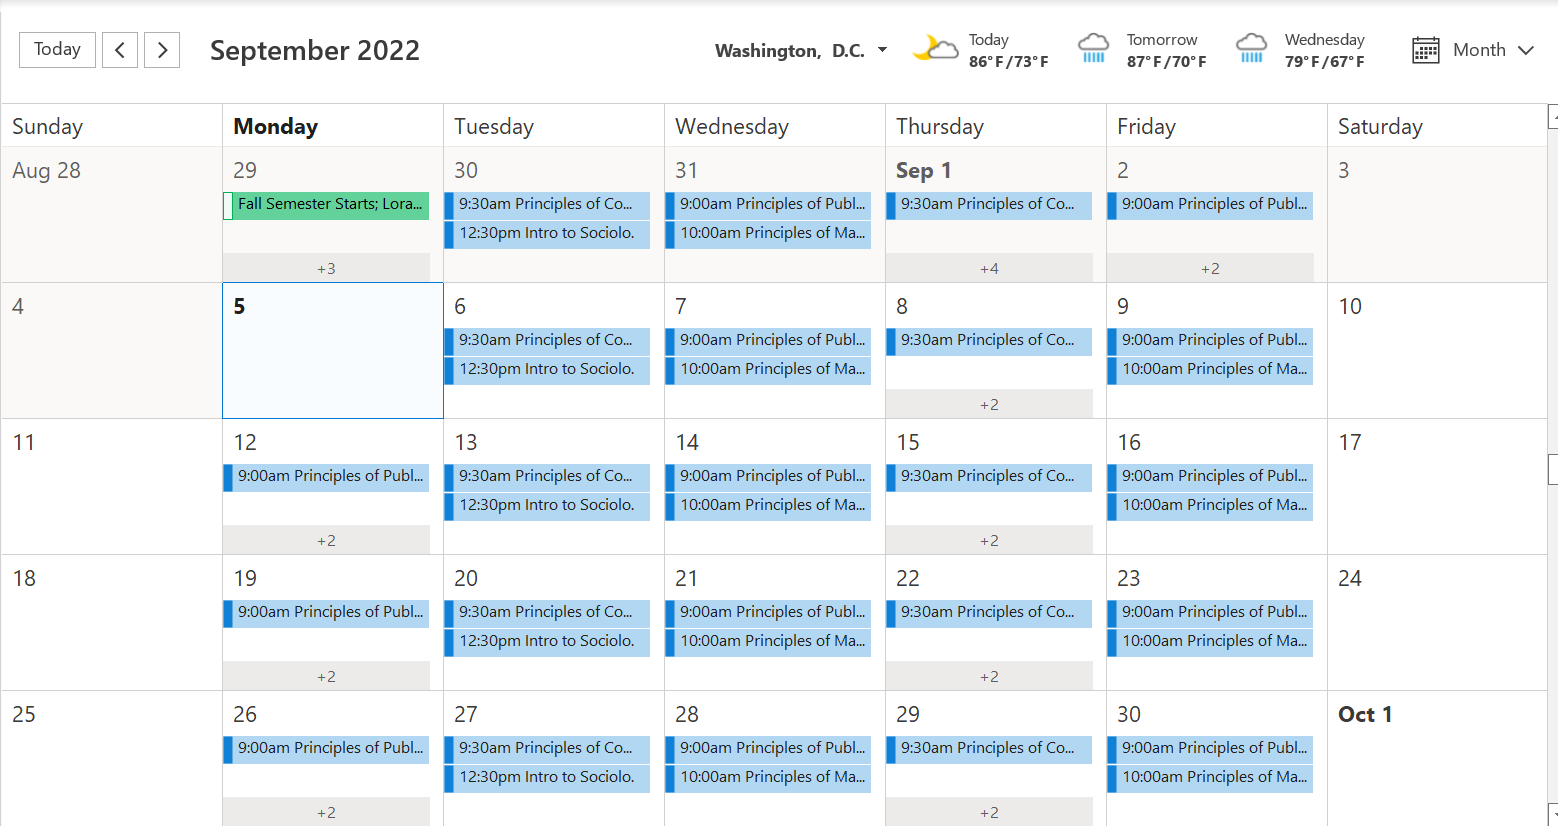 Today
September 2022
Washington, D.C.
Today
86°F/73°F
Tomorrow
87°F/70°F
Wednesday
79°F/67°F
Month
Sunday Monday Tuesday Wednesday Thursday Friday Saturday
Aug 28 29 30 31 Sep 1 2 3
Fall Semester Starts; Lora... 9:30am Principles of Co... 9:00am Principles of Publ... 9:30am Principles of Co... 9:00am Principles of Publ...
12:30pm Intro to Sociolo. 10:00am Principles of Ma...
+3 +4 +2
4 5 6 7 8 9 10
9:30am Principles of Co... 9:00am Principles of Publ... 9:30am Principles of Co... 9:00am Principles of Publ...
12:30pm Intro to Sociolo. 10:00am Principles of Ma... 10:00am Principles of Ma...
+2
11 12 13 14 15 16 17
9:00am Principles of Publ... 9:30am Principles of Co... 9:00am Principles of Publ... 9:30am Principles of Co... 9:00am Principles of Publ...
12:30pm Intro to Sociolo. 10:00am Principles of Ma... 10:00am Principles of Ma...
+2 +2
18 19 20 21 22 23 24
9:00am Principles of Publ... 9:30am Principles of Co... 9:00am Principles of Publ... 9:30am Principles of Co... 9:00am Principles of Publ...
12:30pm Intro to Sociolo. 10:00am Principles of Ma... 10:00am Principles of Ma...
+2 +2
25 26 27 28 29 30 Oct 1
9:00am Principles of Publ... 9:30am Principles of Co... 9:00am Principles of Publ... 9:30am Principles of Co... 9:00am Principles of Publ...
12:30pm Intro to Sociolo. 10:00am Principles of Ma... 10:00am Principles of Ma...
+2 +2